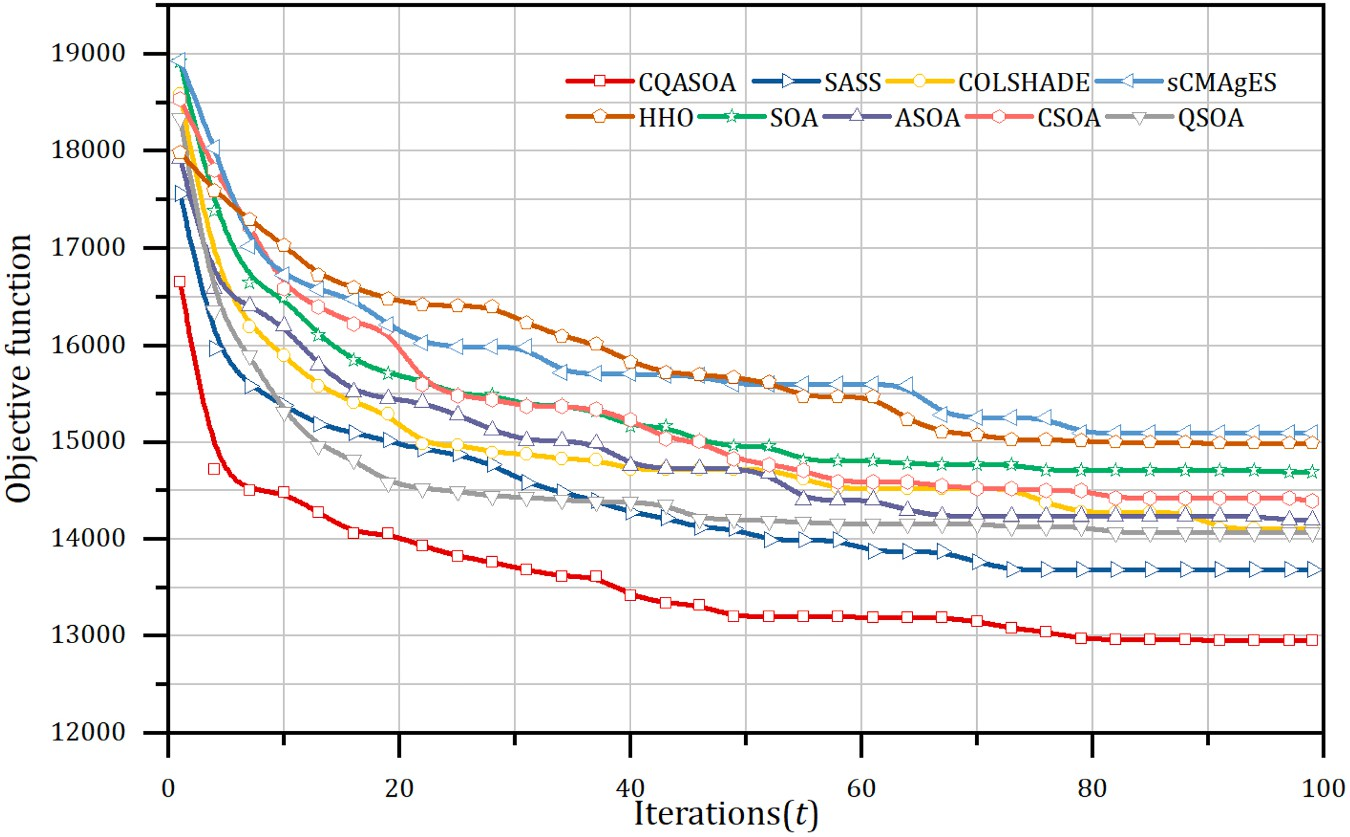 19000
18000
17000
16000
15000
14000
13000
12000
Objective function
CQASOA SASS COLSHADE sCMAgES
HHO SOA ASOA CSOA QSOA
0 20 40 60 80 100
Iterations(t)